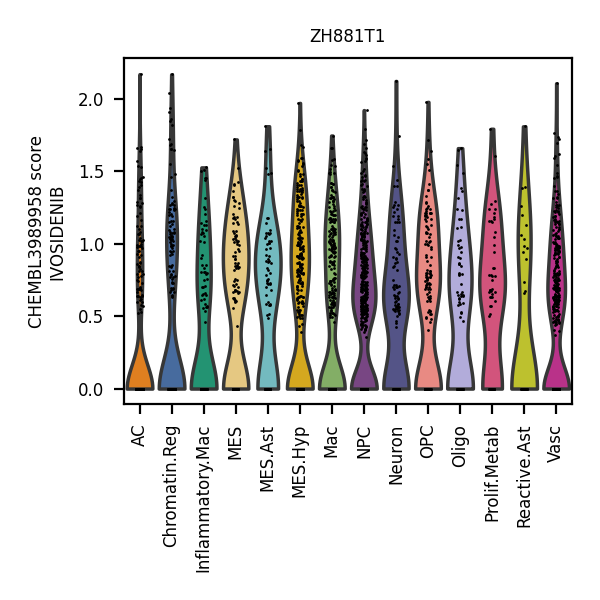 ZH881T1
CHEMBL3989958 score
IVOSIDENIB
2.0
1.5
1.0
0.5
0.0
AC
Chromatin.Reg
Inflammatory.Mac
MES
MES.Ast
MES.Hyp
Mac
NPC
Neuron
OPC
Oligo
Prolif.Metab
Reactive.Ast
Vasc